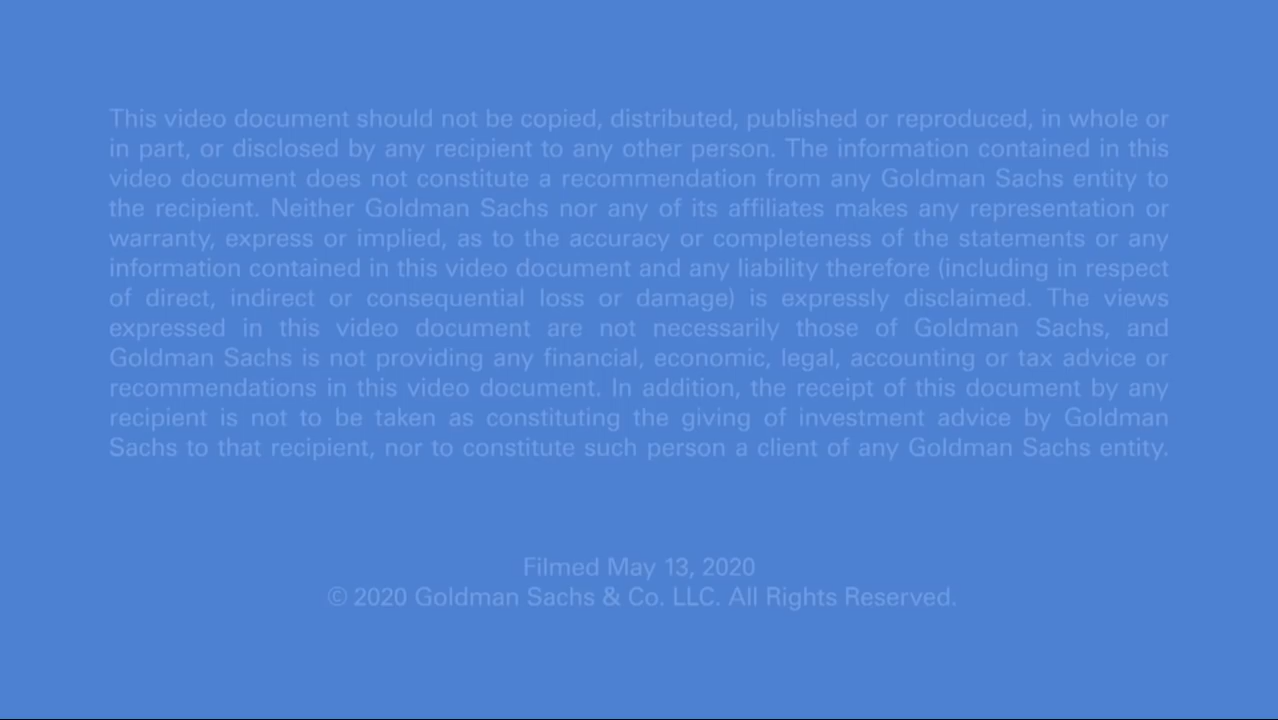 This video document should not be copied, distributed, published or reproduced, in whole or
in part, or disclosed by any recipient to any other person. The information contained in this
video document does not constitute a recommendation from any Goldman Sachs entity to
the recipient. Neither Goldman Sachs nor any of its affiliates makes any representation or
warranty, express or implied, as to the accuracy or completeness of the statements or any
information contained in this video document and any liability therefore (including in respect
of direct, indirect or consequential loss or damage) is expressly disclaimed. The views
expressed in this video document are not necessarily those of Goldman Sachs, and
Goldman Sachs is not providing any financial, economic, legal, accounting or tax advice or
recommendations in this video document. In addition, the receipt of this document by any
recipient is not to be taken as constituting the giving of investment advice by Goldman
Sachs to that recipient, nor to constitute such person a client of any Goldman Sachs entity.
Filmed May 13, 2020
© 2020 Goldman Sachs & Co. LLC. All Rights Reserved.